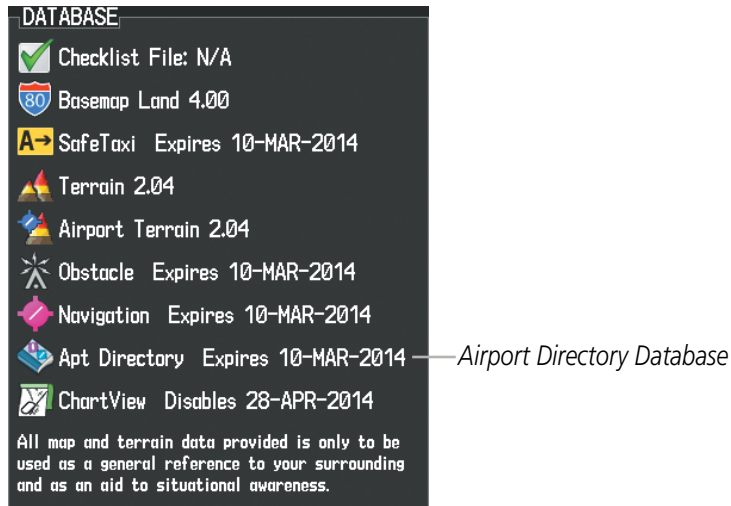 DATABASE
Checklist File: N/A
80
Basemap Land 4.00
A→
SafeTaxi Expires 10-MAR-2014
Terrain 2.04
Airport Terrain 2.04
Obstacle Expires 10-MAR-2014
Navigation Expires 10-MAR-2014
Apt Directory Expires 10-MAR-2014
Airport Directory Database
ChartView Disables 28-APR-2014
All map and terrain data provided is only to be
used as a general reference to your surrounding
and as an aid to situational awareness.